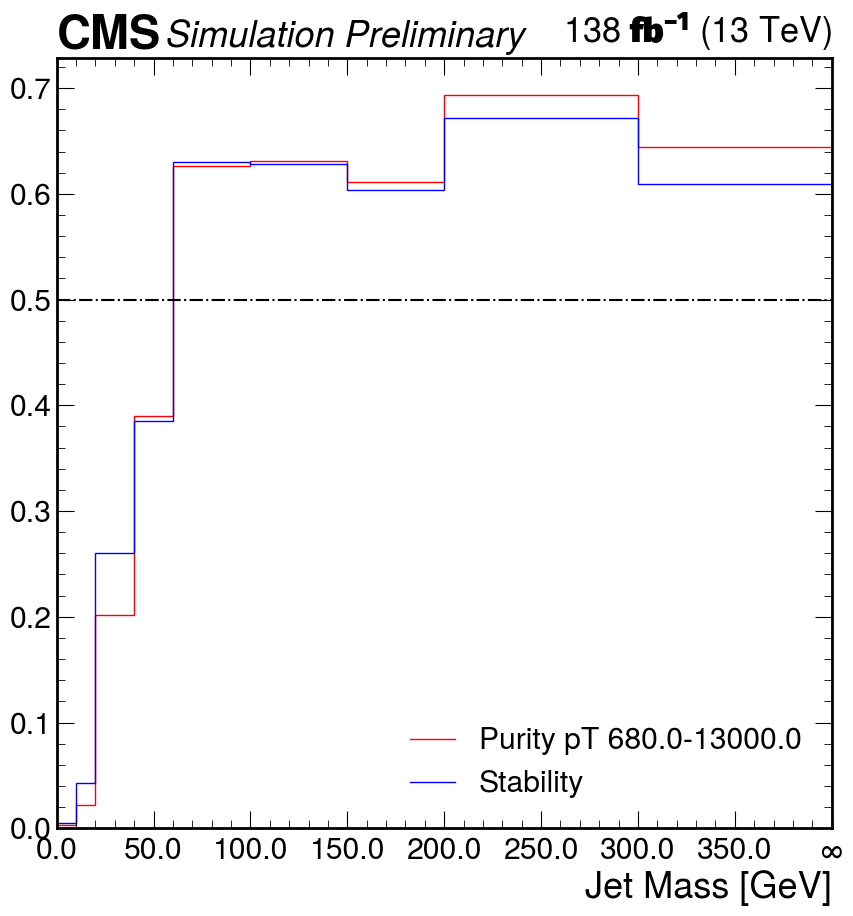 CMS Simulation Preliminary 138 fb⁻¹ (13 TeV)
0.7
0.6
0.5
0.4
0.3
0.2
0.1
0.0
Purity pT 680.0-13000.0
Stability
0.0 50.0 100.0 150.0 200.0 250.0 300.0 350.0 ∞
Jet Mass [GeV]